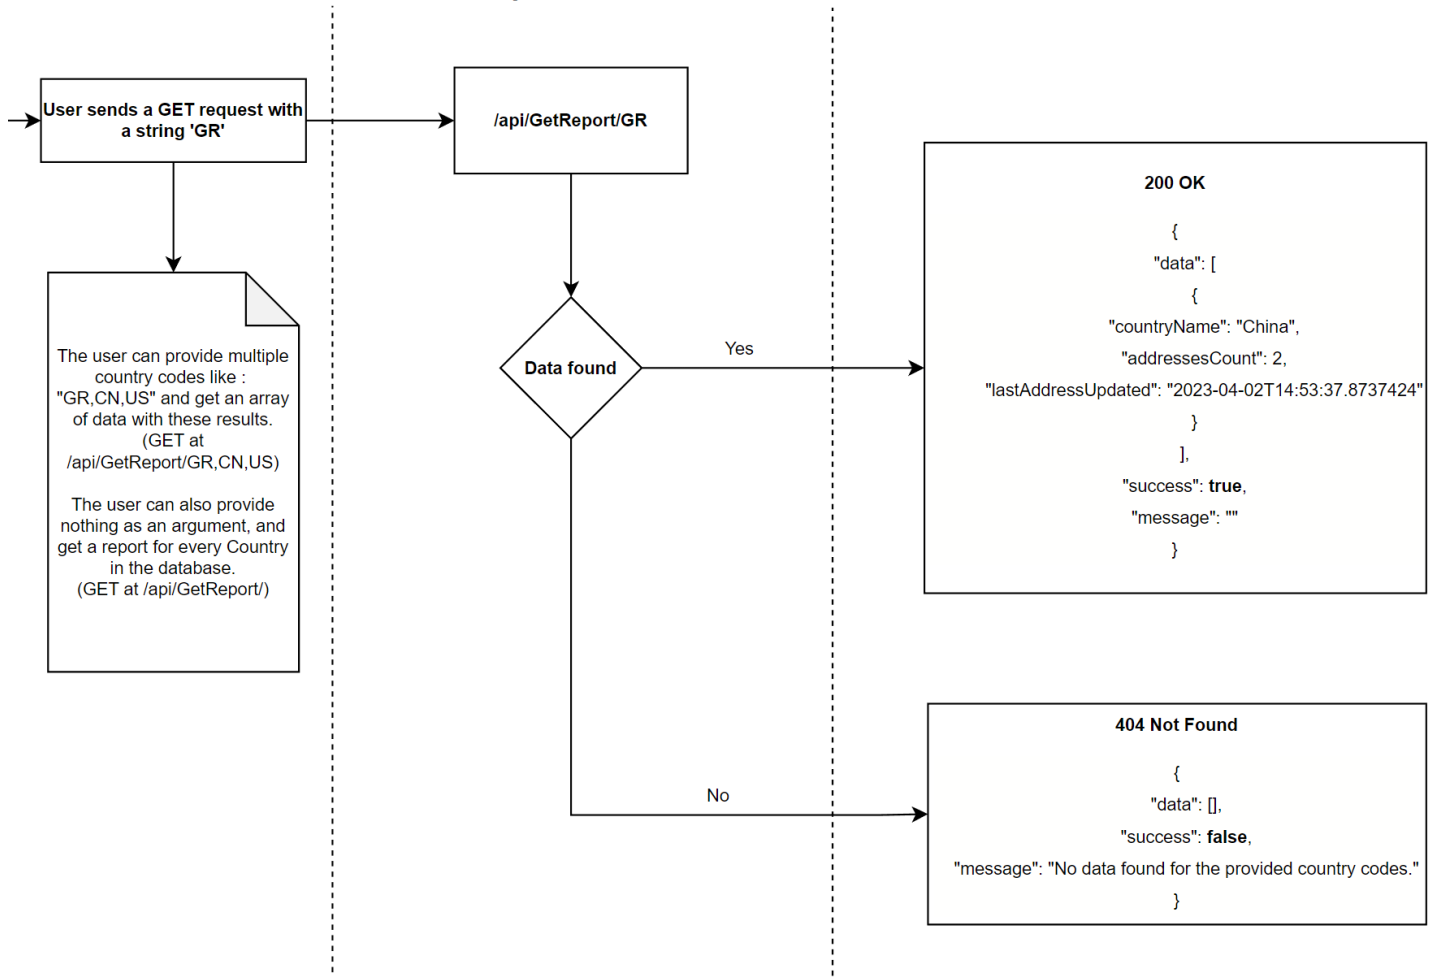 User sends a GET request with
a string 'GR'
/api/GetReport/GR
The user can provide multiple
country codes like :
"GR,CN,US" and get an array
of data with these results.
(GET at
/api/GetReport/GR,CN,US)
The user can also provide
nothing as an argument, and
get a report for every Country
in the database.
(GET at /api/GetReport/)
Data found
Yes
No
200 OK
{
"data": [
{
"countryName": "China",
"addressesCount": 2,
"lastAddressUpdated": "2023-04-02T14:53:37.8737424"
}
],
"success": true,
"message": ""
}
404 Not Found
{
"data": [],
"success": false,
"message": "No data found for the provided country codes."
}